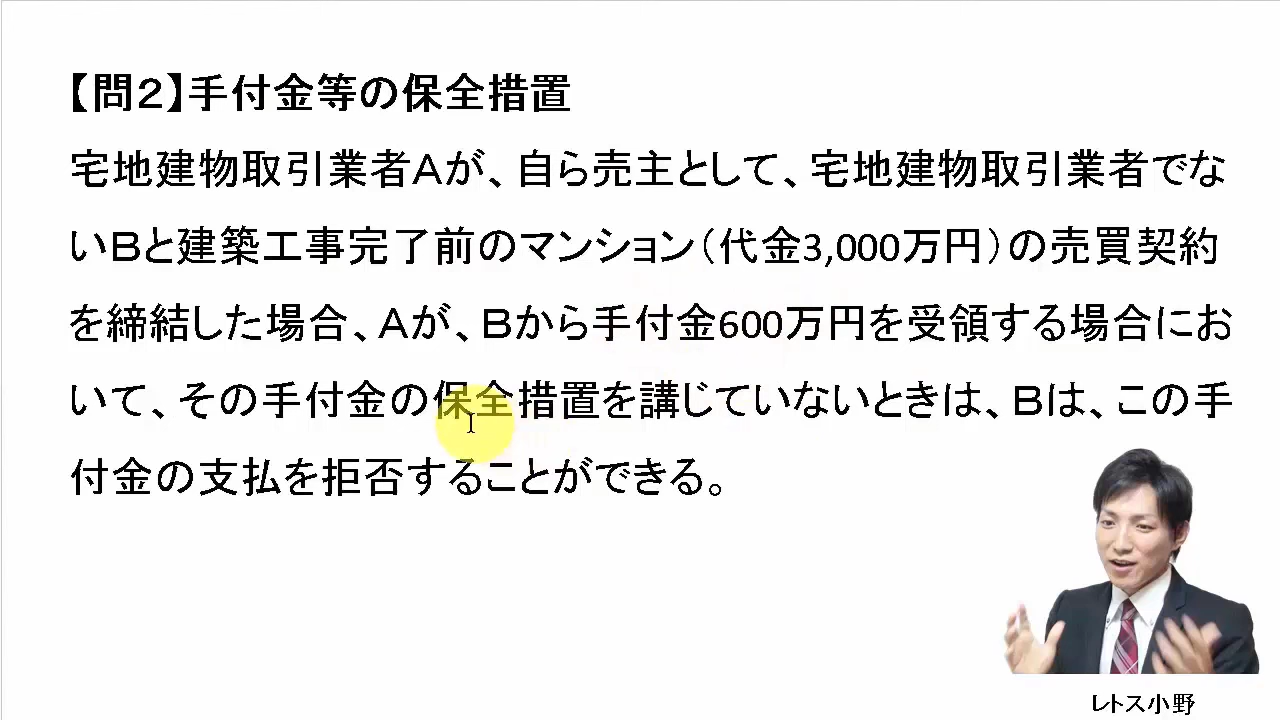 【問２】手付金等の保全措置
宅地建物取引業者Ａが、自ら売主として、宅地建物取引業者でな
いＢと建築工事完了前のマンション（代金3,000万円）の売買契約
を締結した場合、Ａが、Ｂから手付金600万円を受領する場合にお
いて、その手付金の保全措置を講じていないときは、Ｂは、この手
付金の支払を拒否することができる。
レトス小野